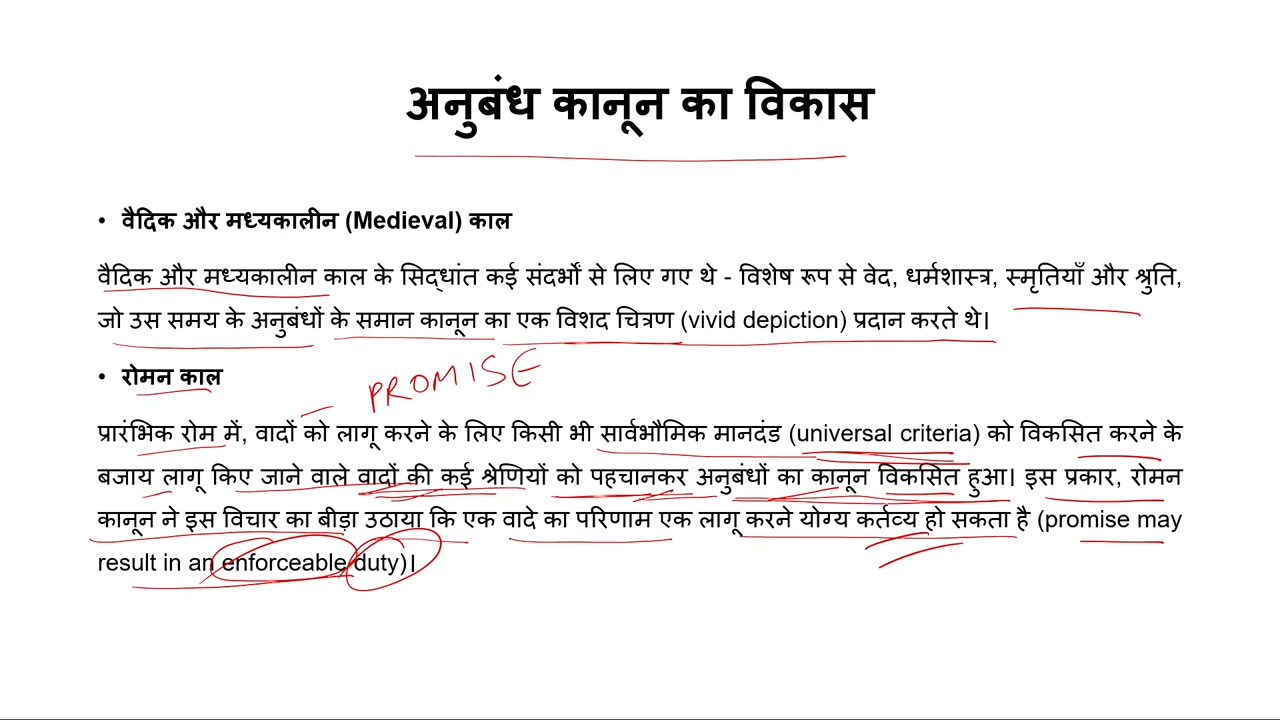 अनुबंध कानून का विकास
• वैदिक और मध्यकालीन (Medieval) काल
वैदिक और मध्यकालीन काल के सिद्धांत कई संदर्भों से लिए गए थे - विशेष रूप से वेद, धर्मशास्त्र, स्मृतियाँ और श्रुति,
जो उस समय के अनुबंधों के समान कानून का एक विशद चित्रण (vivid depiction) प्रदान करते थे।
• रोमन काल
PROMISE
प्रारंभिक रोम में, वादों को लागू करने के लिए किसी भी सार्वभौमिक मानदंड (universal criteria) को विकसित करने के
बजाय लागू किए जाने वाले वादों की कई श्रेणियों को पहचानकर अनुबंधों का कानून विकसित हुआ। इस प्रकार, रोमन
कानून ने इस विचार का बीड़ा उठाया कि एक वादे का परिणाम एक लागू करने योग्य कर्तव्य हो सकता है (promise may
result in an enforceable duty)।